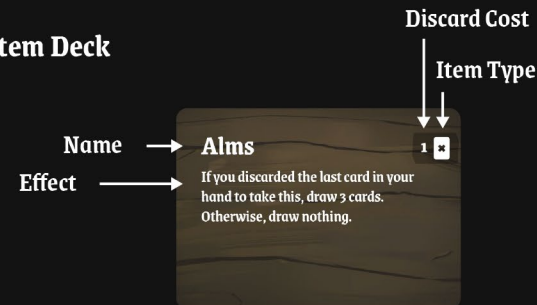 Discard Cost
tem Deck
Item Type
Name
Alms
1
Effect
If you discarded the last card in your
hand to take this, draw 3 cards.
Otherwise, draw nothing.